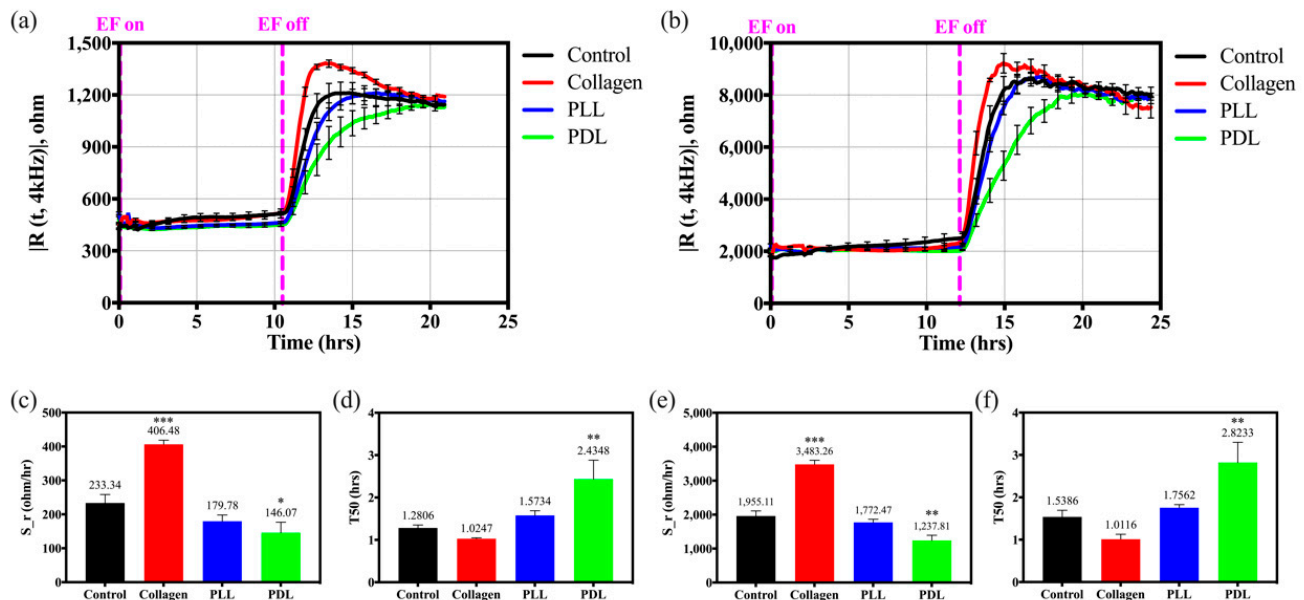 (a)
EF on EF off
1,500
1,200
900
600
300
0
|R (t, 4kHz)|, ohm
0 5 10 15 20 25
Time (hrs)
Control
Collagen
PLL
PDL
(b)
EF on EF off
10,000
8,000
6,000
4,000
2,000
0
|R (t, 4kHz)|, ohm
0 5 10 15 20 25
Time (hrs)
Control
Collagen
PLL
PDL
(c)
500
400
300
200
100
0
S_r (ohm/hr)
233.34
***
406.48
179.78
*
146.07
Control Collagen PLL PDL
(d)
4
3
2
1
0
T50 (hrs)
1.2806
1.0247
1.5734
**
2.4348
Control Collagen PLL PDL
(e)
5,000
4,000
3,000
2,000
1,000
0
S_r (ohm/hr)
1,955.11
***
3,483.26
1,772.47
**
1,237.81
Control Collagen PLL PDL
(f)
4
3
2
1
0
T50 (hrs)
1.5386
1.0116
1.7562
**
2.8233
Control Collagen PLL PDL